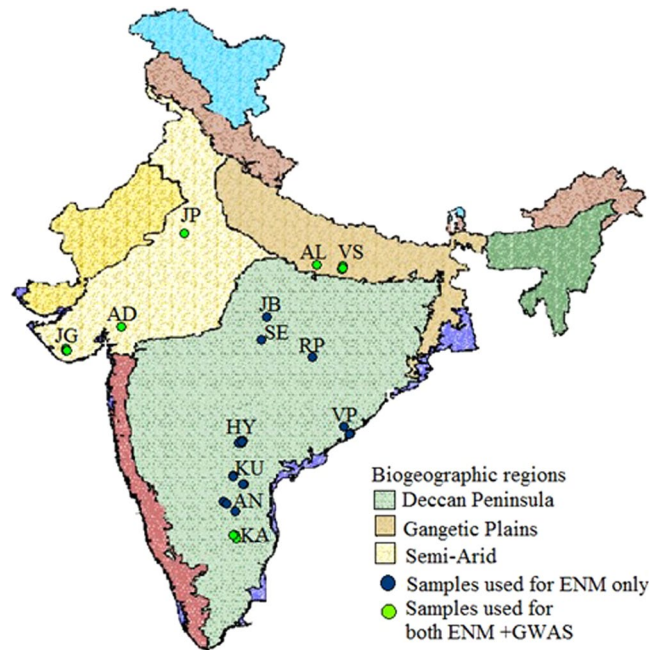 JP
AL VS
JB
AD
SE
JG
RP
VP
HY
KU
AN
KA
Biogeographic regions
Deccan Peninsula
Gangetic Plains
Semi-Arid
Samples used for ENM only
Samples used for
both ENM +GWAS